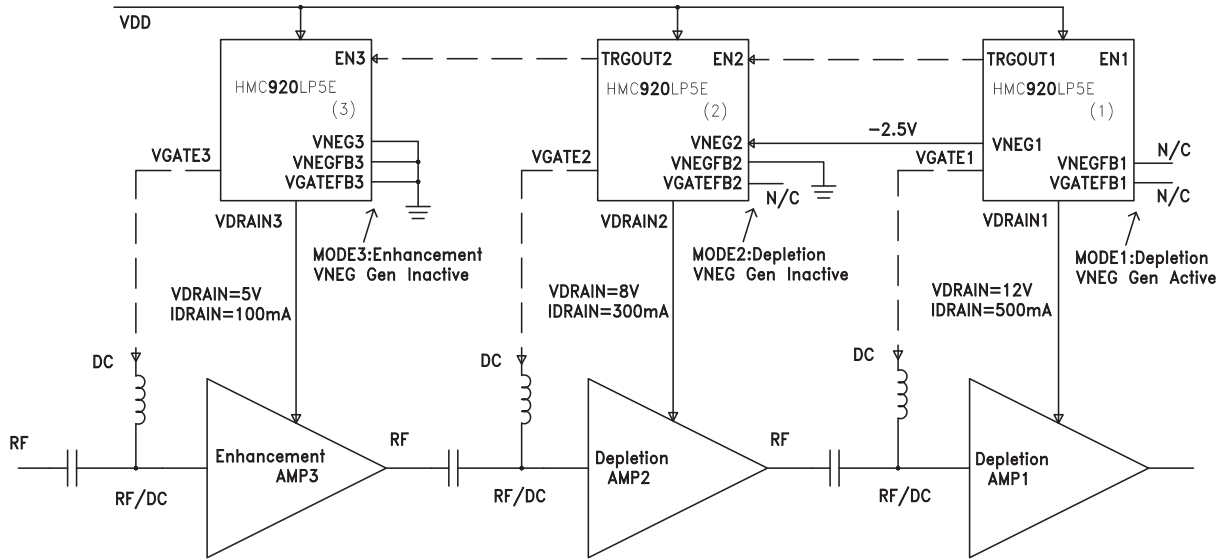 VDD
EN3
HMC920LP5E
(3)
VNEG3
VNEGFB3
VGATEFB3
VGATE3
VDRAIN3
MODE3:Enhancement
VNEG Gen Inactive
VDRAIN=5V
IDRAIN=100mA
DC
RF
RF/DC
Enhancement
AMP3
RF
TRGOUT2
EN2
HMC920LP5E
(2)
VNEG2
VNEGFB2
VGATEFB2
N/C
VGATE2
VDRAIN2
MODE2:Depletion
VNEG Gen Inactive
VDRAIN=8V
IDRAIN=300mA
DC
RF/DC
Depletion
AMP2
RF
-2.5V
TRGOUT1
EN1
HMC920LP5E
(1)
VNEG1
VNEGFB1
VGATEFB1
N/C
N/C
VGATE1
VDRAIN1
MODE1:Depletion
VNEG Gen Active
VDRAIN=12V
IDRAIN=500mA
DC
RF/DC
Depletion
AMP1